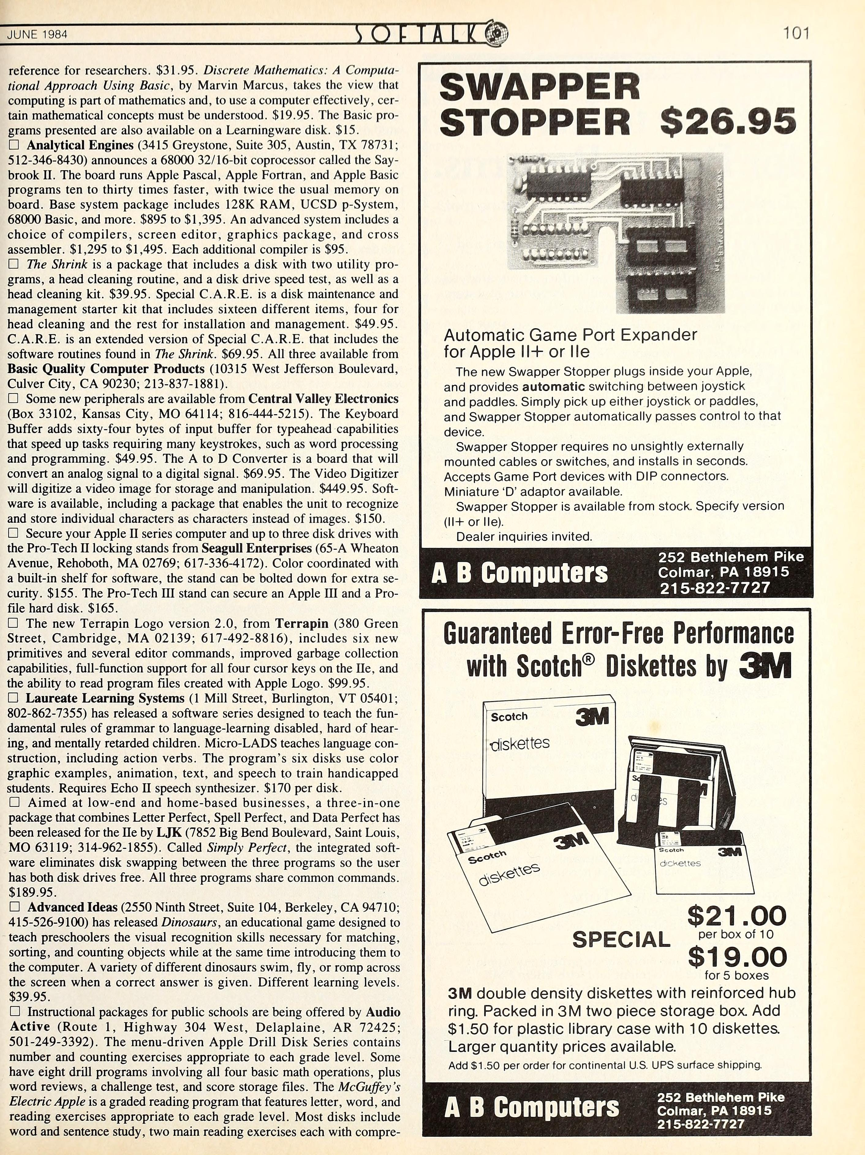 JUNE 1984
SOFTALK
101
reference for researchers. $31.95. Discrete Mathematics: A Computa-
tional Approach Using Basic, by Marvin Marcus, takes the view that
computing is part of mathematics and, to use a computer effectively, cer-
tain mathematical concepts must be understood. $19.95. The Basic pro-
grams presented are also available on a Learningware disk. $15.
☐ Analytical Engines (3415 Greystone, Suite 305, Austin, TX 78731;
512-346-8430) announces a 68000 32/16-bit coprocessor called the Say-
brook II. The board runs Apple Pascal, Apple Fortran, and Apple Basic
programs ten to thirty times faster, with twice the usual memory on
board. Base system package includes 128K RAM, UCSD p-System,
68000 Basic, and more. $895 to $1,395. An advanced system includes a
choice of compilers, screen editor, graphics package, and cross
assembler. $1,295 to $1,495. Each additional compiler is $95.
☐ The Shrink is a package that includes a disk with two utility pro-
grams, a head cleaning routine, and a disk drive speed test, as well as a
head cleaning kit. $39.95. Special C.A.R.E. is a disk maintenance and
management starter kit that includes sixteen different items, four for
head cleaning and the rest for installation and management. $49.95.
C.A.R.E. is an extended version of Special C.A.R.E. that includes the
software routines found in The Shrink. $69.95. All three available from
Basic Quality Computer Products (10315 West Jefferson Boulevard,
Culver City, CA 90230; 213-837-1881).
☐ Some new peripherals are available from Central Valley Electronics
(Box 33102, Kansas City, MO 64114; 816-444-5215). The Keyboard
Buffer adds sixty-four bytes of input buffer for typeahead capabilities
that speed up tasks requiring many keystrokes, such as word processing
and programming. $49.95. The A to D Converter is a board that will
convert an analog signal to a digital signal. $69.95. The Video Digitizer
will digitize a video image for storage and manipulation. $449.95. Soft-
ware is available, including a package that enables the unit to recognize
and store individual characters as characters instead of images. $150.
☐ Secure your Apple II series computer and up to three disk drives with
the Pro-Tech II locking stands from Seagull Enterprises (65-A Wheaton
Avenue, Rehoboth, MA 02769; 617-336-4172). Color coordinated with
a built-in shelf for software, the stand can be bolted down for extra se-
curity. $155. The Pro-Tech III stand can secure an Apple III and a Pro-
file hard disk. $165.
☐ The new Terrapin Logo version 2.0, from Terrapin (380 Green
Street, Cambridge, MA 02139; 617-492-8816), includes six new
primitives and several editor commands, improved garbage collection
capabilities, full-function support for all four cursor keys on the IIe, and
the ability to read program files created with Apple Logo. $99.95.
☐ Laureate Learning Systems (1 Mill Street, Burlington, VT 05401;
802-862-7355) has released a software series designed to teach the fun-
damental rules of grammar to language-learning disabled, hard of hear-
ing, and mentally retarded children. Micro-LADS teaches language con-
struction, including action verbs. The program's six disks use color
graphic examples, animation, text, and speech to train handicapped
students. Requires Echo II speech synthesizer. $170 per disk.
☐ Aimed at low-end and home-based businesses, a three-in-one
package that combines Letter Perfect, Spell Perfect, and Data Perfect has
been released for the IIe by LJK (7852 Big Bend Boulevard, Saint Louis,
MO 63119; 314-962-1855). Called Simply Perfect, the integrated soft-
ware eliminates disk swapping between the three programs so the user
has both disk drives free. All three programs share common commands.
$189.95.
☐ Advanced Ideas (2550 Ninth Street, Suite 104, Berkeley, CA 94710;
415-526-9100) has released Dinosaurs, an educational game designed to
teach preschoolers the visual recognition skills necessary for matching,
sorting, and counting objects while at the same time introducing them to
the computer. A variety of different dinosaurs swim, fly, or romp across
the screen when a correct answer is given. Different learning levels.
$39.95.
☐ Instructional packages for public schools are being offered by Audio
Active (Route 1, Highway 304 West, Delaplaine, AR 72425;
501-249-3392). The menu-driven Apple Drill Disk Series contains
number and counting exercises appropriate to each grade level. Some
have eight drill programs involving all four basic math operations, plus
word reviews, a challenge test, and score storage files. The McGuffey's
Electric Apple is a graded reading program that features letter, word, and
reading exercises appropriate to each grade level. Most disks include
word and sentence study, two main reading exercises each with compre-
SWAPPER
STOPPER $26.95
Automatic Game Port Expander
for Apple II+ or IIe
The new Swapper Stopper plugs inside your Apple,
and provides automatic switching between joystick
and paddles. Simply pick up either joystick or paddles,
and Swapper Stopper automatically passes control to that
device.
Swapper Stopper requires no unsightly externally
mounted cables or switches, and installs in seconds.
Accepts Game Port devices with DIP connectors.
Miniature 'D' adaptor available.
Swapper Stopper is available from stock. Specify version
(II+ or IIe).
Dealer inquiries invited.
A B Computers
252 Bethlehem Pike
Colmar, PA 18915
215-822-7727
Guaranteed Error-Free Performance
with Scotch® Diskettes by 3M
Scotch 3M
diskettes
Scotch 3M
diskettes
Scotch 3M
diskettes
SPECIAL
$21.00
per box of 10
$19.00
for 5 boxes
3M double density diskettes with reinforced hub
ring. Packed in 3M two piece storage box. Add
$1.50 for plastic library case with 10 diskettes.
Larger quantity prices available.
Add $1.50 per order for continental U.S. UPS surface shipping.
A B Computers
252 Bethlehem Pike
Colmar, PA 18915
215-822-7727